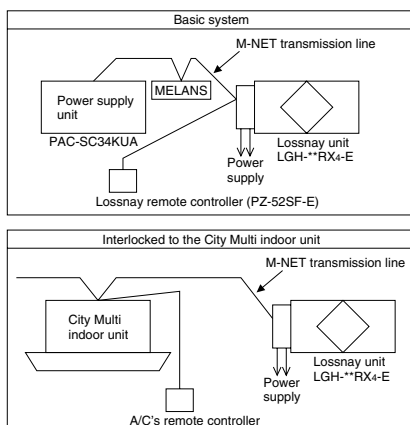 Basic system
M-NET transmission line
Power supply
unit
MELANS
PAC-SC34KUA
Lossnay unit
LGH-**RX4-E
Power
supply
Lossnay remote controller (PZ-52SF-E)
Interlocked to the City Multi indoor unit
M-NET transmission line
City Multi
indoor unit
Lossnay unit
LGH-**RX4-E
Power
supply
A/C's remote controller